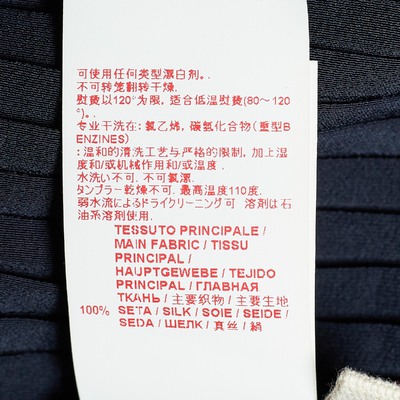 可使用任何类型漂白剂。.
不可转笼翻转干燥.
熨烫以120°为限, 适合低温熨烫(80～120
°)。.
专业干洗在: 氯乙烯, 碳氢化合物 (重型B
ENZINES)
: 温和的清洗工艺与严格的限制, 加上湿
度和/或机械作用和/或温度 .
水洗い不可. 不可氯漂.
タンブラー乾燥不可. 最高温度110度.
弱水流によるドライクリーニング可 溶剤は石
油系溶剤使用.
TESSUTO PRINCIPALE /
MAIN FABRIC / TISSU
PRINCIPAL /
HAUPTGEWEBE / TEJIDO
PRINCIPAL / ГЛАВНАЯ
ТКАНЬ / 主要织物 / 主要生地
100% SETA / SILK / SOIE / SEIDE /
SEDA / ШЕЛК / 真丝 / 絹